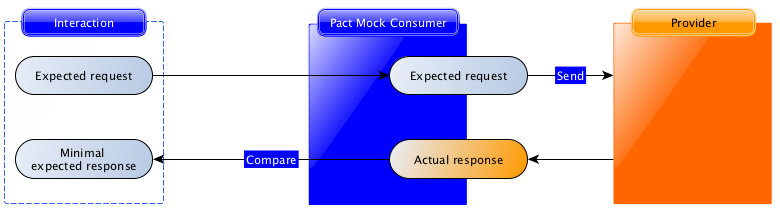 Interaction
Pact Mock Consumer
Provider
Expected request
Expected request
Send
Minimal
expected response
Compare
Actual response